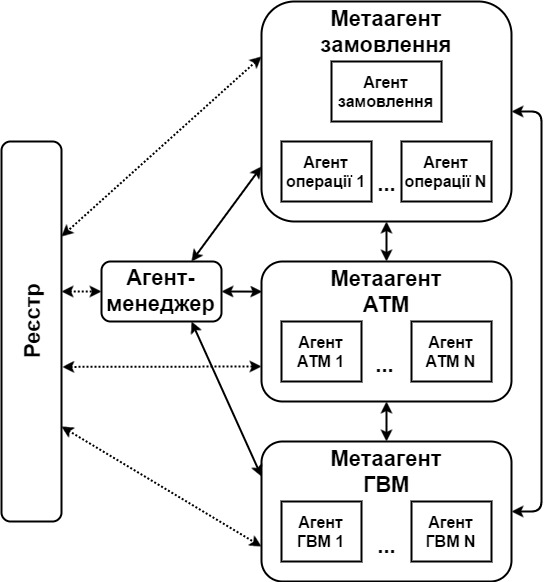 Метаагент
замовлення
Агент
замовлення
Агент
операції 1
...
Агент
операції N
Реєстр
Агент-
менеджер
Метаагент
АТМ
Агент
АТМ 1
...
Агент
АТМ N
Метаагент
ГВМ
Агент
ГВМ 1
...
Агент
ГВМ N